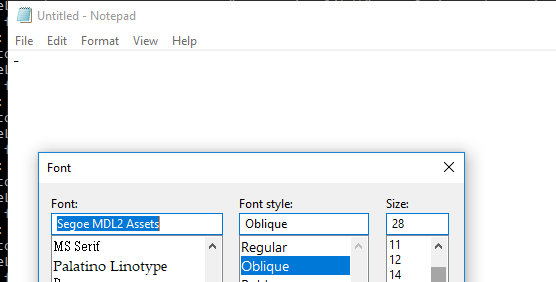 Untitled - Notepad
File Edit Format View Help
-
Font
Font: Font style: Size:
Segoe MDL2 Assets Oblique 28
MS Serif Regular 11
Palatino Linotype Oblique 12
14